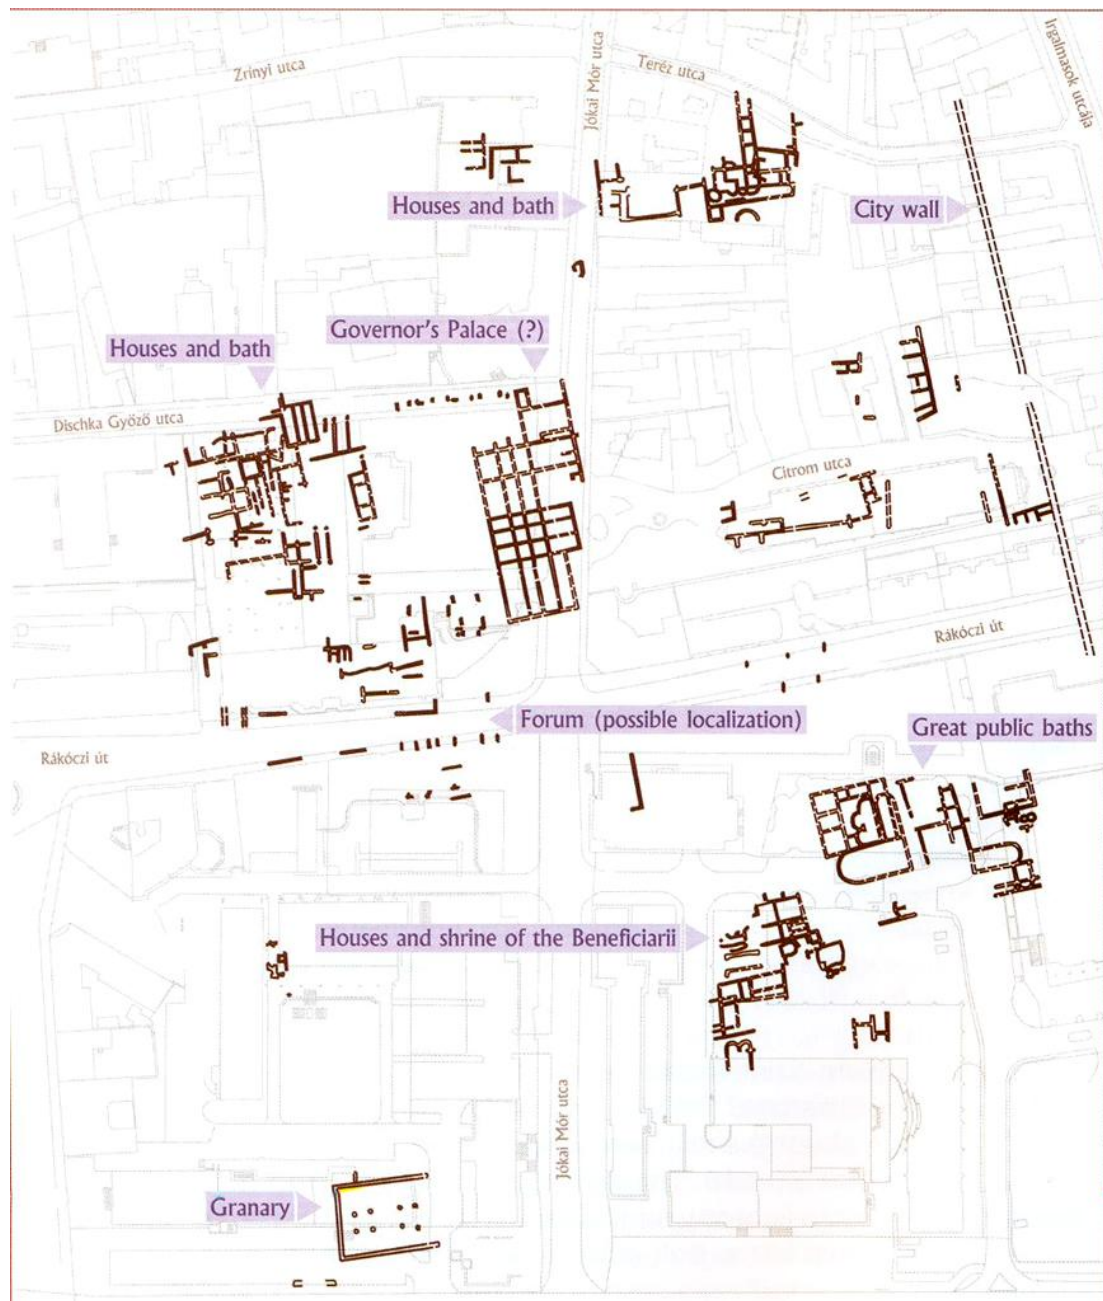 Zrínyi utca
Jókai Mór utca
Teréz utca
Irgalmasok utcája
Houses and bath
City wall
Governor's Palace (?)
Houses and bath
Dischka Győző utca
Citrom utca
Rákóczi út
Forum (possible localization)
Great public baths
Rákóczi út
Houses and shrine of the Beneficiarii
Jókai Mór utca
Granary